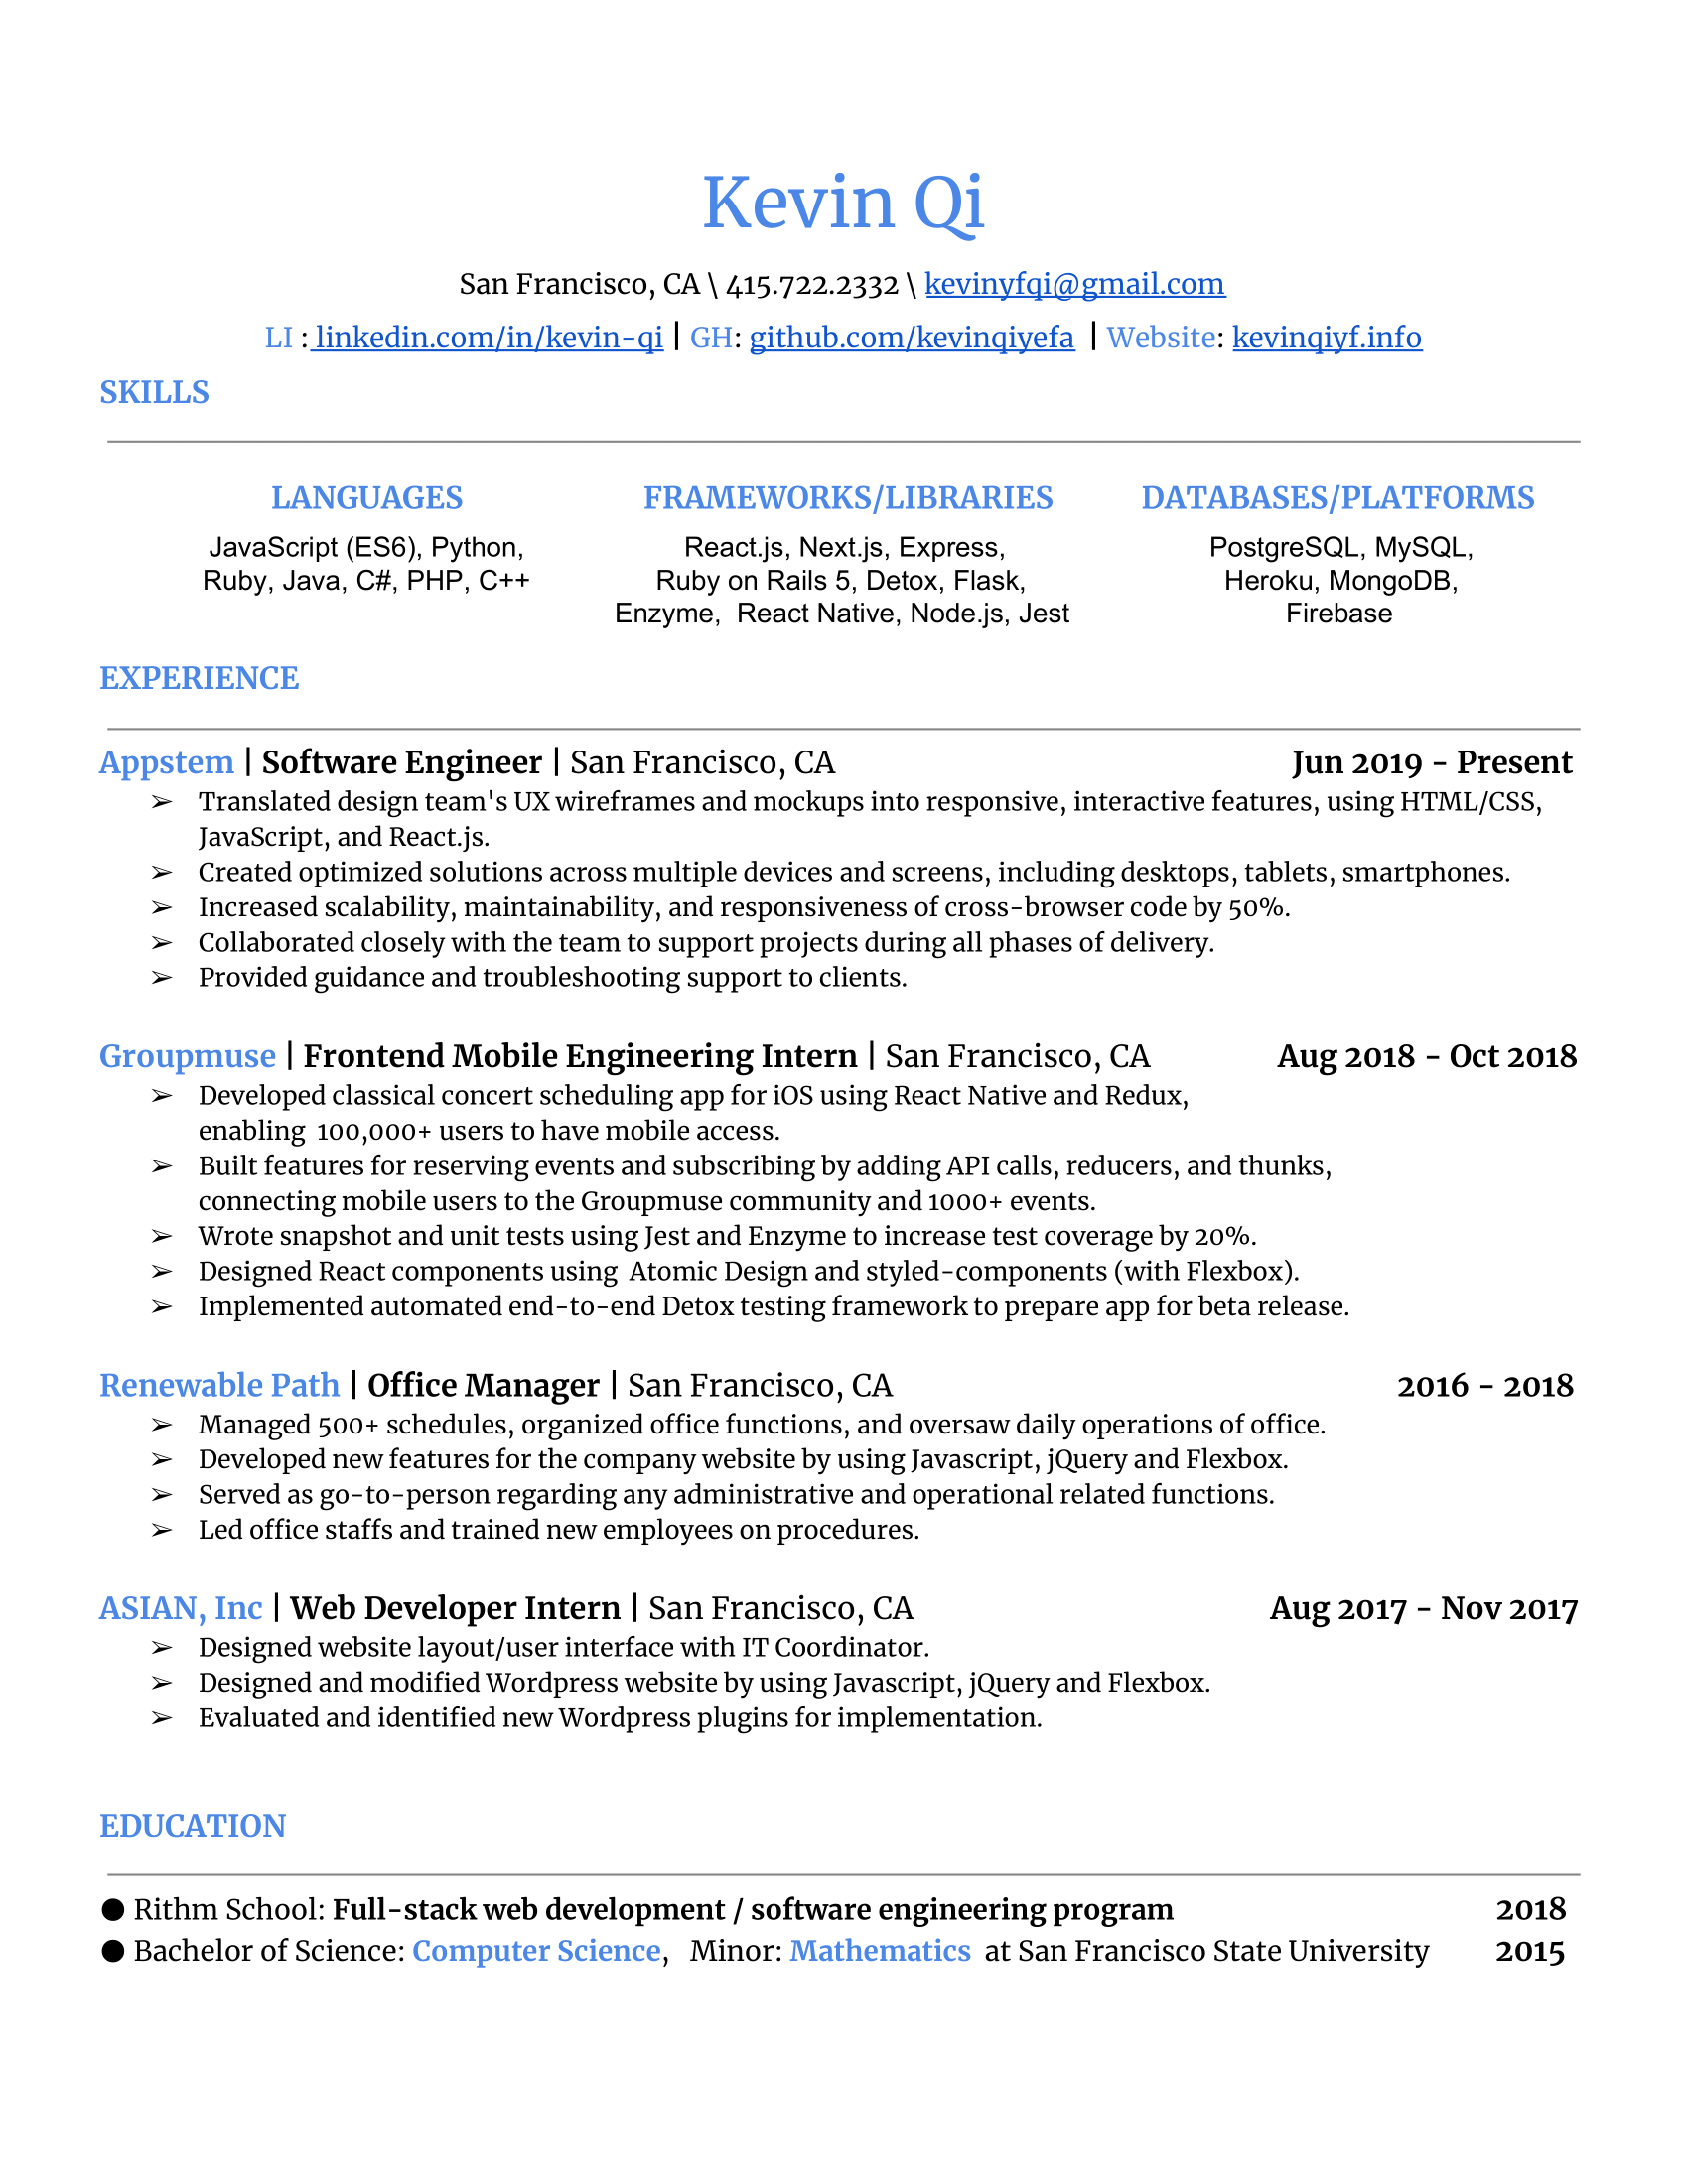 Kevin Qi
San Francisco, CA \ 415.722.2332 \ kevinyfqi@gmail.com
LI : linkedin.com/in/kevin-qi | GH: github.com/kevinqiyefa | Website: kevinqiyf.info
SKILLS
LANGUAGES
JavaScript (ES6), Python,
Ruby, Java, C#, PHP, C++
FRAMEWORKS/LIBRARIES
React.js, Next.js, Express,
Ruby on Rails 5, Detox, Flask,
Enzyme,  React Native, Node.js, Jest
DATABASES/PLATFORMS
PostgreSQL, MySQL,
Heroku, MongoDB,
Firebase
EXPERIENCE
Appstem | Software Engineer | San Francisco, CA Jun 2019 - Present
➢ Translated design team's UX wireframes and mockups into responsive, interactive features, using HTML/CSS,
JavaScript, and React.js.
➢ Created optimized solutions across multiple devices and screens, including desktops, tablets, smartphones.
➢ Increased scalability, maintainability, and responsiveness of cross-browser code by 50%.
➢ Collaborated closely with the team to support projects during all phases of delivery.
➢ Provided guidance and troubleshooting support to clients.
Groupmuse | Frontend Mobile Engineering Intern | San Francisco, CA Aug 2018 - Oct 2018
➢ Developed classical concert scheduling app for iOS using React Native and Redux,
enabling  100,000+ users to have mobile access.
➢ Built features for reserving events and subscribing by adding API calls, reducers, and thunks,
connecting mobile users to the Groupmuse community and 1000+ events.
➢ Wrote snapshot and unit tests using Jest and Enzyme to increase test coverage by 20%.
➢ Designed React components using  Atomic Design and styled-components (with Flexbox).
➢ Implemented automated end-to-end Detox testing framework to prepare app for beta release.
Renewable Path | Office Manager | San Francisco, CA 2016 - 2018
➢ Managed 500+ schedules, organized office functions, and oversaw daily operations of office.
➢ Developed new features for the company website by using Javascript, jQuery and Flexbox.
➢ Served as go-to-person regarding any administrative and operational related functions.
➢ Led office staffs and trained new employees on procedures.
ASIAN, Inc | Web Developer Intern | San Francisco, CA Aug 2017 - Nov 2017
➢ Designed website layout/user interface with IT Coordinator.
➢ Designed and modified Wordpress website by using Javascript, jQuery and Flexbox.
➢ Evaluated and identified new Wordpress plugins for implementation.
EDUCATION
● Rithm School: Full-stack web development / software engineering program 2018
● Bachelor of Science: Computer Science,  Minor: Mathematics  at San Francisco State University 2015